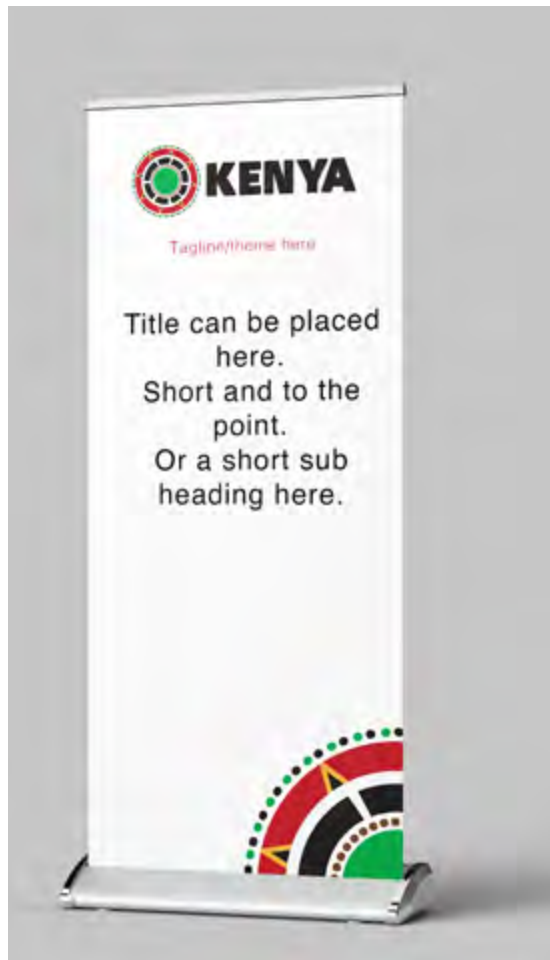 KENYA
Tagline/theme here
Title can be placed
here.
Short and to the
point.
Or a short sub
heading here.